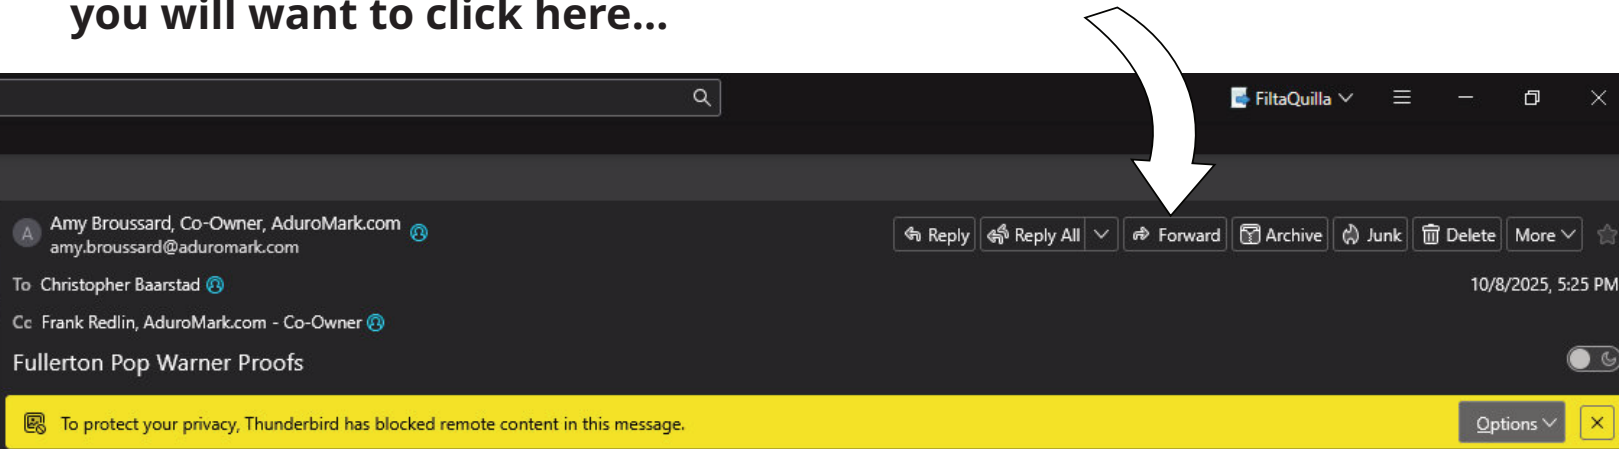 you will want to click here...
FiltaQuilla
A Amy Broussard, Co-Owner, AduroMark.com
amy.broussard@aduromark.com
Reply Reply All Forward Archive Junk Delete More
To Christopher Baarstad
10/8/2025, 5:25 PM
Cc Frank Redlin, AduroMark.com - Co-Owner
Fullerton Pop Warner Proofs
To protect your privacy, Thunderbird has blocked remote content in this message.
Options